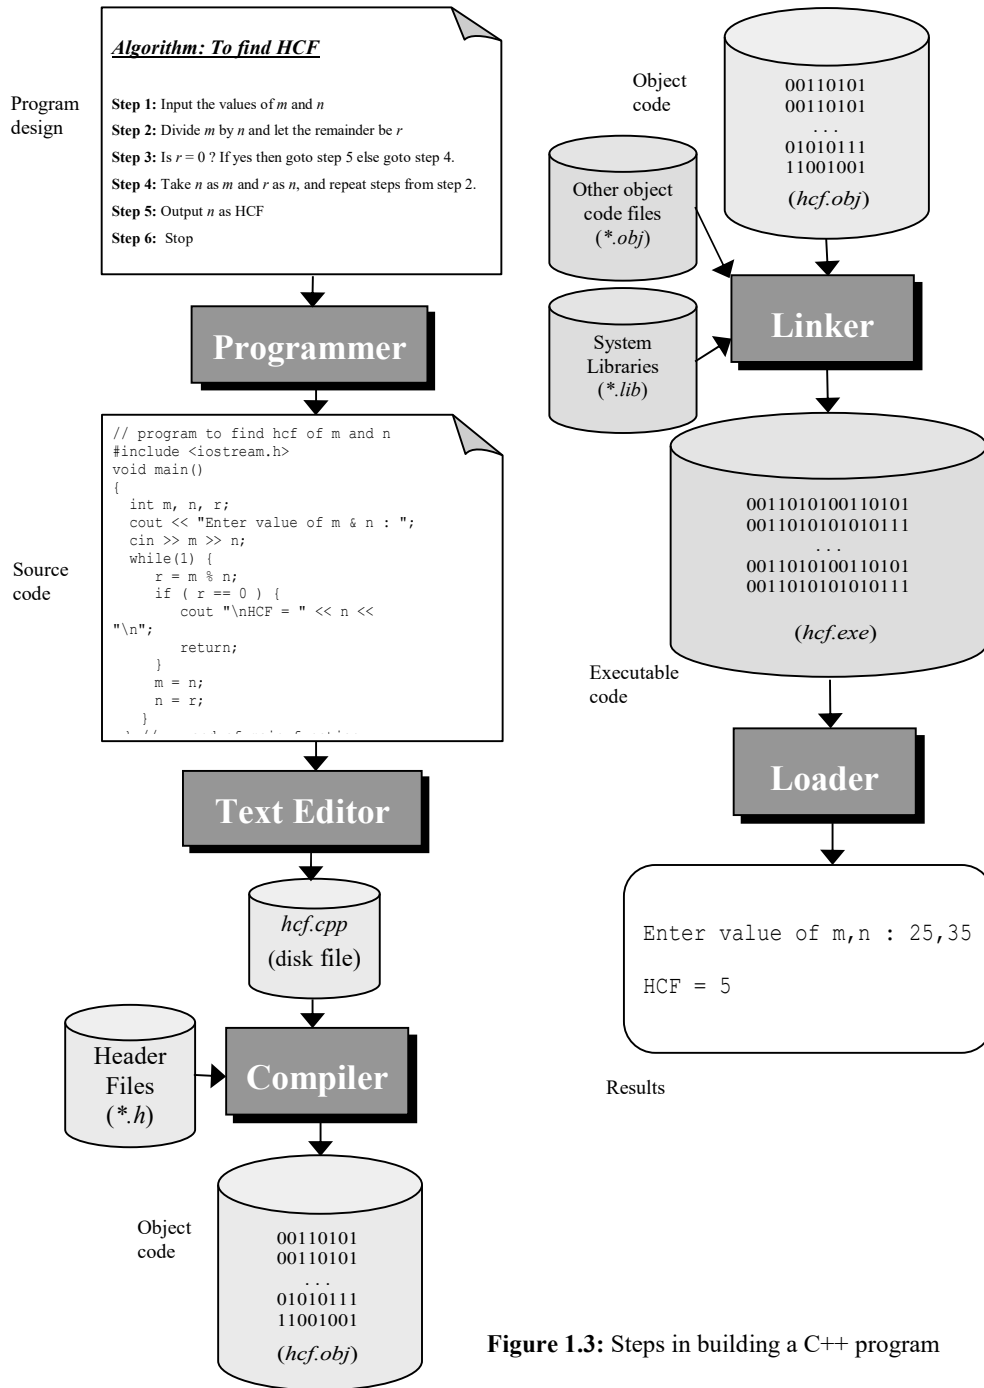 Algorithm: To find HCF
Program
design
Step 1: Input the values of m and n
Step 2: Divide m by n and let the remainder be r
Step 3: Is r = 0 ? If yes then goto step 5 else goto step 4.
Step 4: Take n as m and r as n, and repeat steps from step 2.
Step 5: Output n as HCF
Step 6: Stop
Programmer
Source
code
// program to find hcf of m and n
#include <iostream.h>
void main()
{
int m, n, r;
cout << "Enter value of m & n : ";
cin >> m >> n;
while(1) {
r = m % n;
if ( r == 0 ) {
cout "\nHCF = " << n <<
"\n";
return;
}
m = n;
n = r;
}
Text Editor
hcf.cpp
(disk file)
Header
Files
(*.h)
Compiler
Object
code
00110101
00110101
. . .
01010111
11001001
(hcf.obj)
Object
code
00110101
00110101
. . .
01010111
11001001
(hcf.obj)
Other object
code files
(*.obj)
System
Libraries
(*.lib)
Linker
0011010100110101
0011010101010111
. . .
0011010100110101
0011010101010111
(hcf.exe)
Executable
code
Loader
Enter value of m,n : 25,35
HCF = 5
Results
Figure 1.3: Steps in building a C++ program